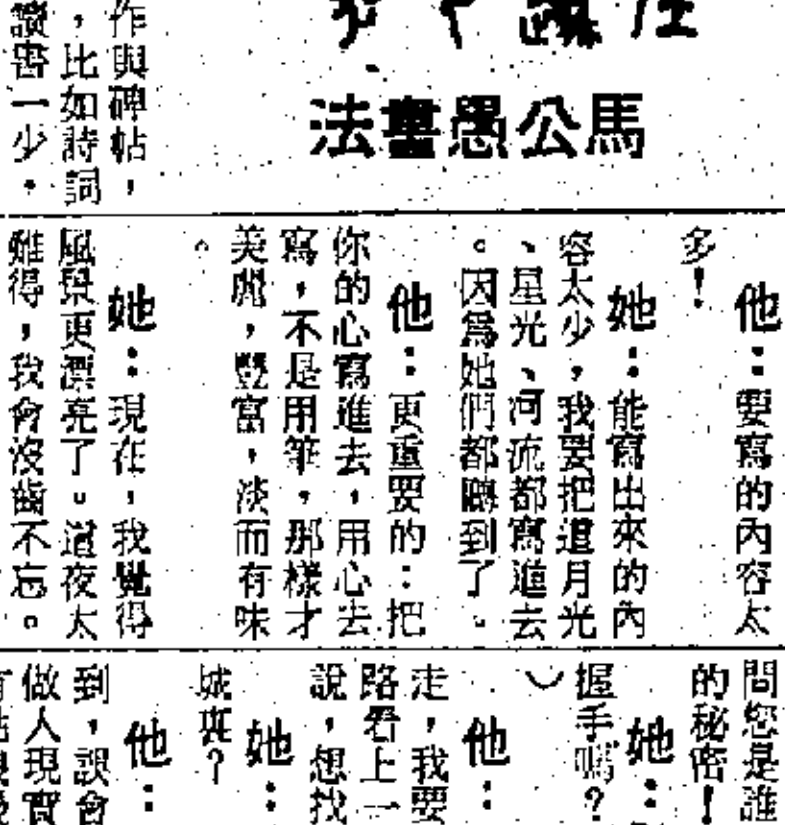 馬公愚書法
作與碑帖，
，比如詩詞
讀書一少，
他：要寫的內容太
多！
她：能寫出來的內
容太少，我要把這月光
、星光、河流都寫進去
。因爲她們都聽到了。
他：更重要的：把
你的心寫進去，用心去
寫，不是用筆，那樣才
美麗，豐富，淡而有味
。
她：現在，我覺得
風景更漂亮了。這夜太
難得，我會沒齒不忘。
問您是誰
的秘密！
她：
握手嗎？
）
他：
走，我要
路看上一
說，想找
她：
城？
他：
到，誤會
做人現實